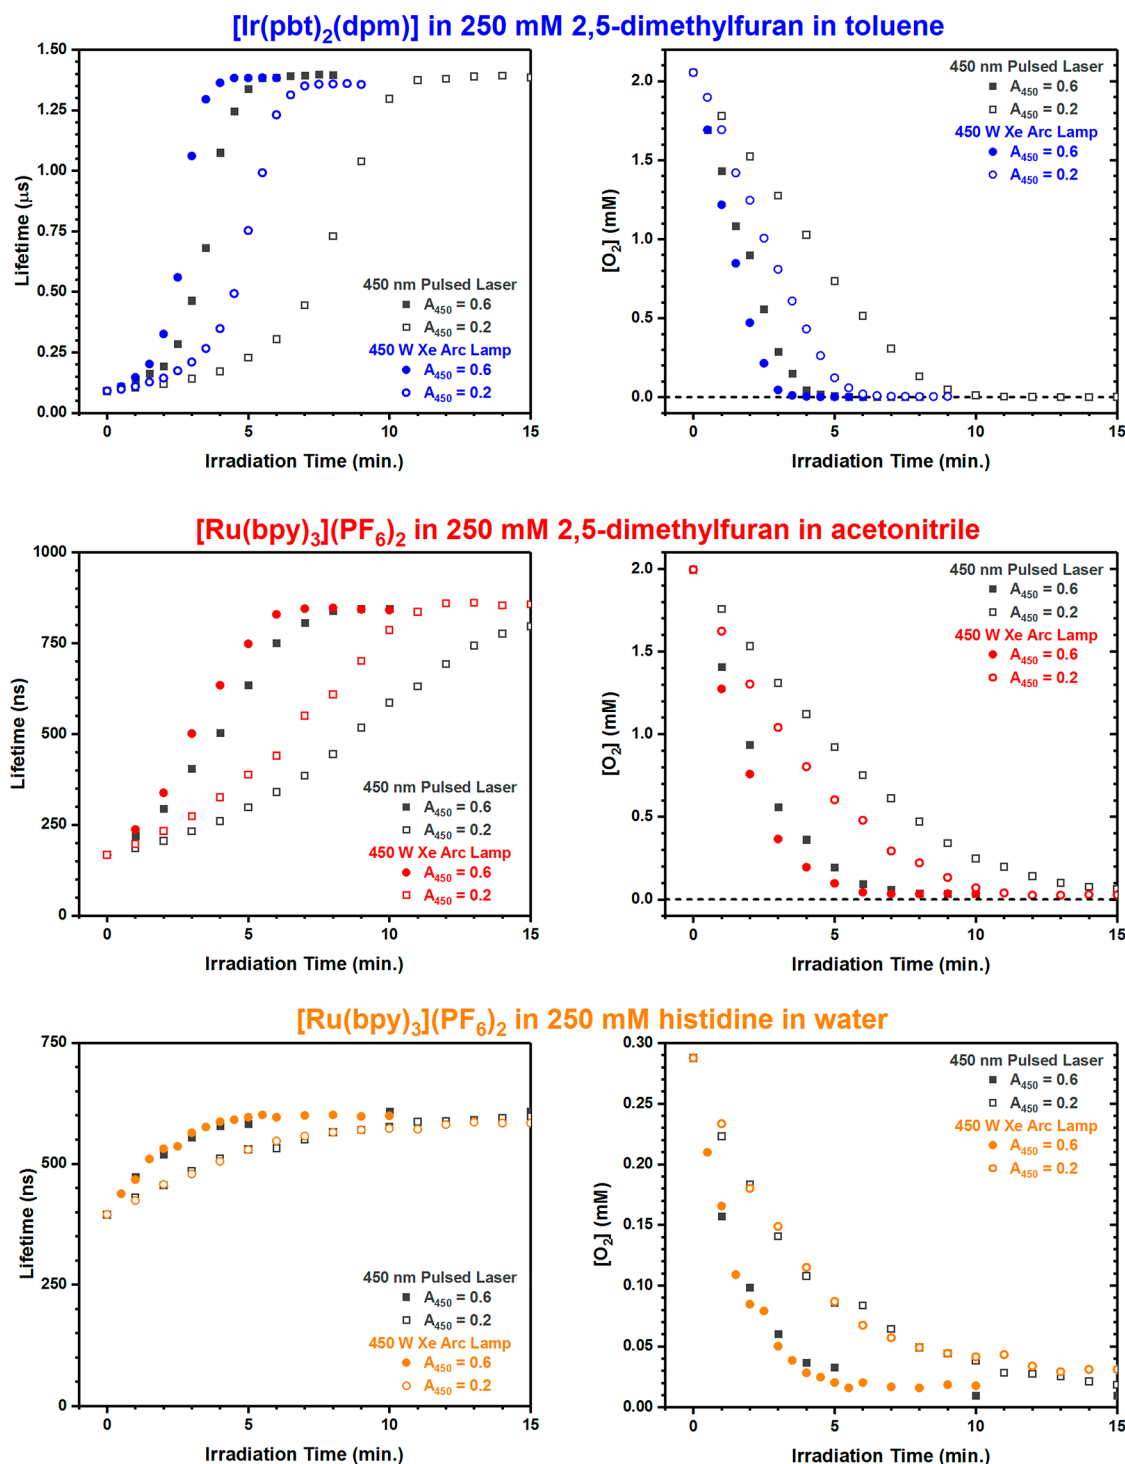 [Ir(pbt)2(dpm)] in 250 mM 2,5-dimethylfuran in toluene
1.50
1.25
1.00
0.75
0.50
0.25
0.00
Lifetime (μs)
450 nm Pulsed Laser
A450 = 0.6
A450 = 0.2
450 W Xe Arc Lamp
A450 = 0.6
A450 = 0.2
0 5 10 15
Irradiation Time (min.)
2.0
1.5
1.0
0.5
0.0
[O2] (mM)
450 nm Pulsed Laser
A450 = 0.6
A450 = 0.2
450 W Xe Arc Lamp
A450 = 0.6
A450 = 0.2
0 5 10 15
Irradiation Time (min.)
[Ru(bpy)3](PF6)2 in 250 mM 2,5-dimethylfuran in acetonitrile
1000
750
500
250
0
Lifetime (ns)
450 nm Pulsed Laser
A450 = 0.6
A450 = 0.2
450 W Xe Arc Lamp
A450 = 0.6
A450 = 0.2
0 5 10 15
Irradiation Time (min.)
2.0
1.5
1.0
0.5
0.0
[O2] (mM)
450 nm Pulsed Laser
A450 = 0.6
A450 = 0.2
450 W Xe Arc Lamp
A450 = 0.6
A450 = 0.2
0 5 10 15
Irradiation Time (min.)
[Ru(bpy)3](PF6)2 in 250 mM histidine in water
750
500
250
0
Lifetime (ns)
450 nm Pulsed Laser
A450 = 0.6
A450 = 0.2
450 W Xe Arc Lamp
A450 = 0.6
A450 = 0.2
0 5 10 15
Irradiation Time (min.)
0.30
0.25
0.20
0.15
0.10
0.05
0.00
[O2] (mM)
450 nm Pulsed Laser
A450 = 0.6
A450 = 0.2
450 W Xe Arc Lamp
A450 = 0.6
A450 = 0.2
0 5 10 15
Irradiation Time (min.)